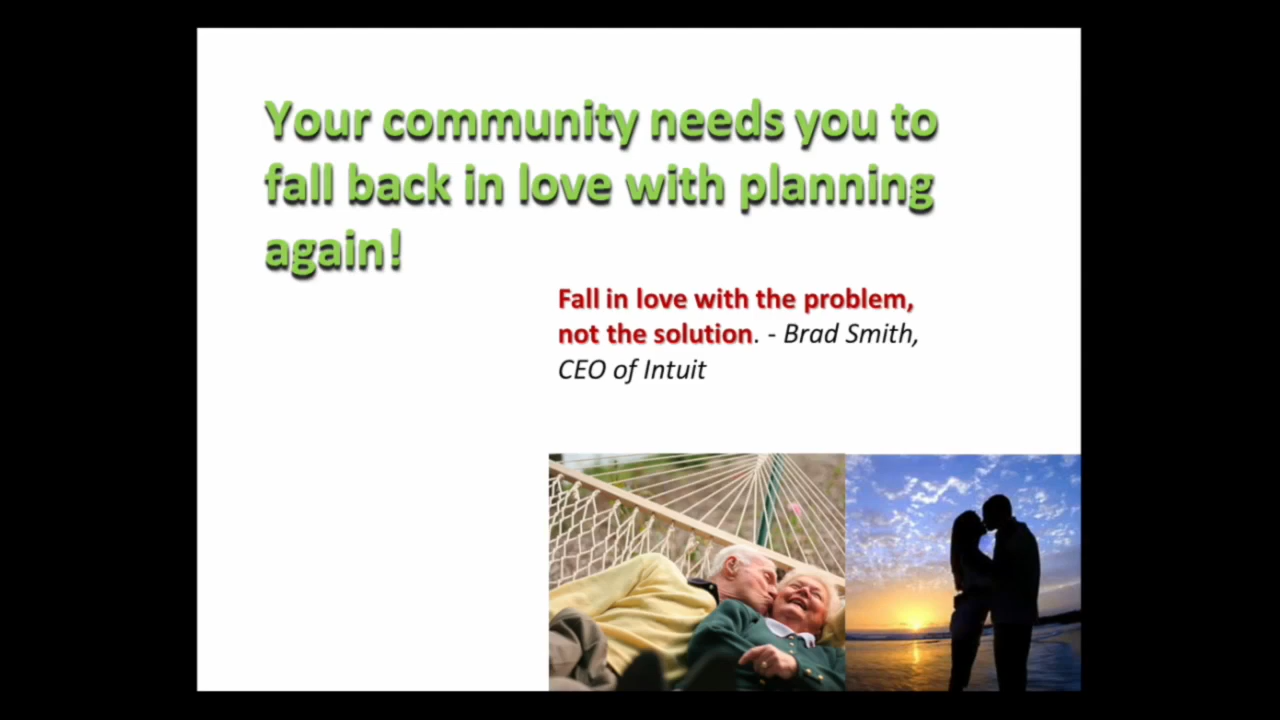 Your community needs you to
fall back in love with planning
again!
Fall in love with the problem,
not the solution. - Brad Smith,
CEO of Intuit